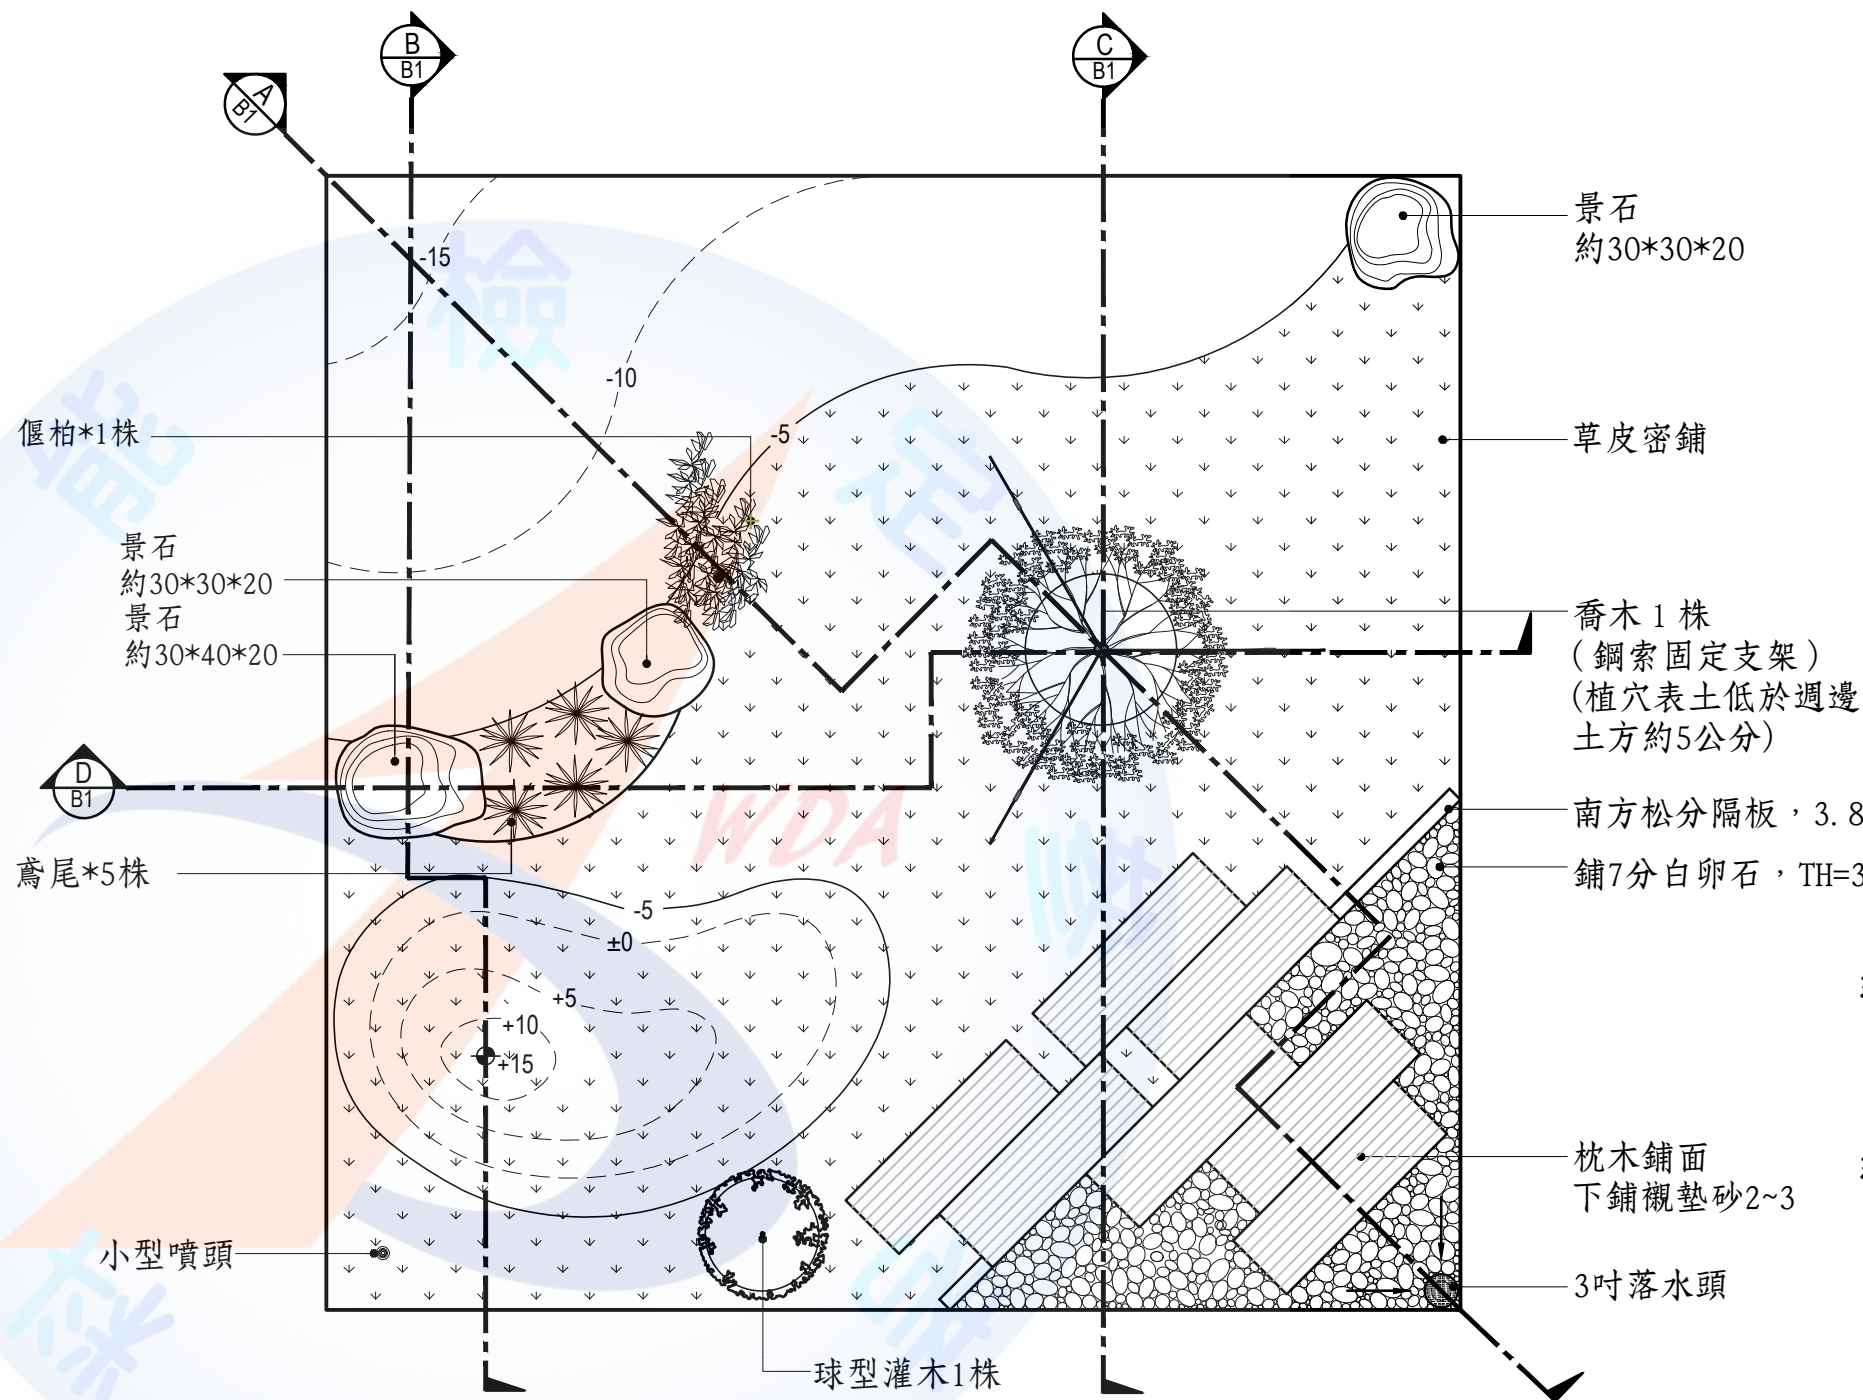 B
B1
C
B1
A
B1
景石
約30*30*20
-15
-10
偃柏*1株
-5
草皮密鋪
景石
約30*30*20
景石
約30*40*20
喬木1株
(鋼索固定支架)
(植穴表土低於週邊
土方約5公分)
D
B1
南方松分隔板，3.8
鳶尾*5株
鋪7分白卵石，TH=3
-5
±0
+5
+10
+15
枕木鋪面
下鋪襯墊砂2~3
小型噴頭
3吋落水頭
球型灌木1株
WDA
檢
能
定
技